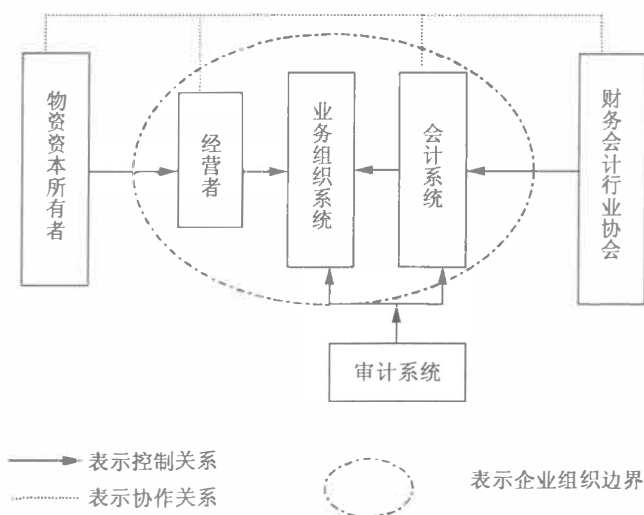 物资资本所有者
经营者
业务组织系统
会计系统
财务会计行业协会
审计系统
表示控制关系
表示协作关系
表示企业组织边界